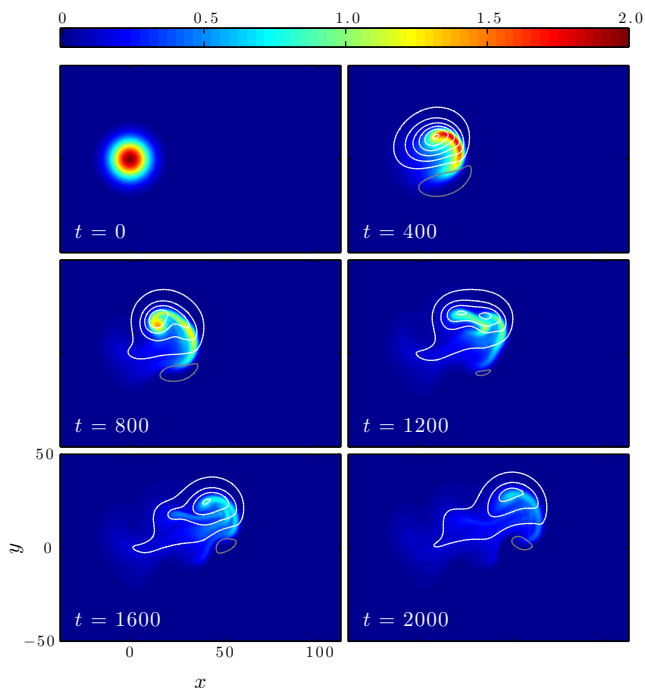 0 0.5 1.0 1.5 2.0
t = 0
t = 400
t = 800
t = 1200
50
y
0
−50
t = 1600
t = 2000
0 50 100
x